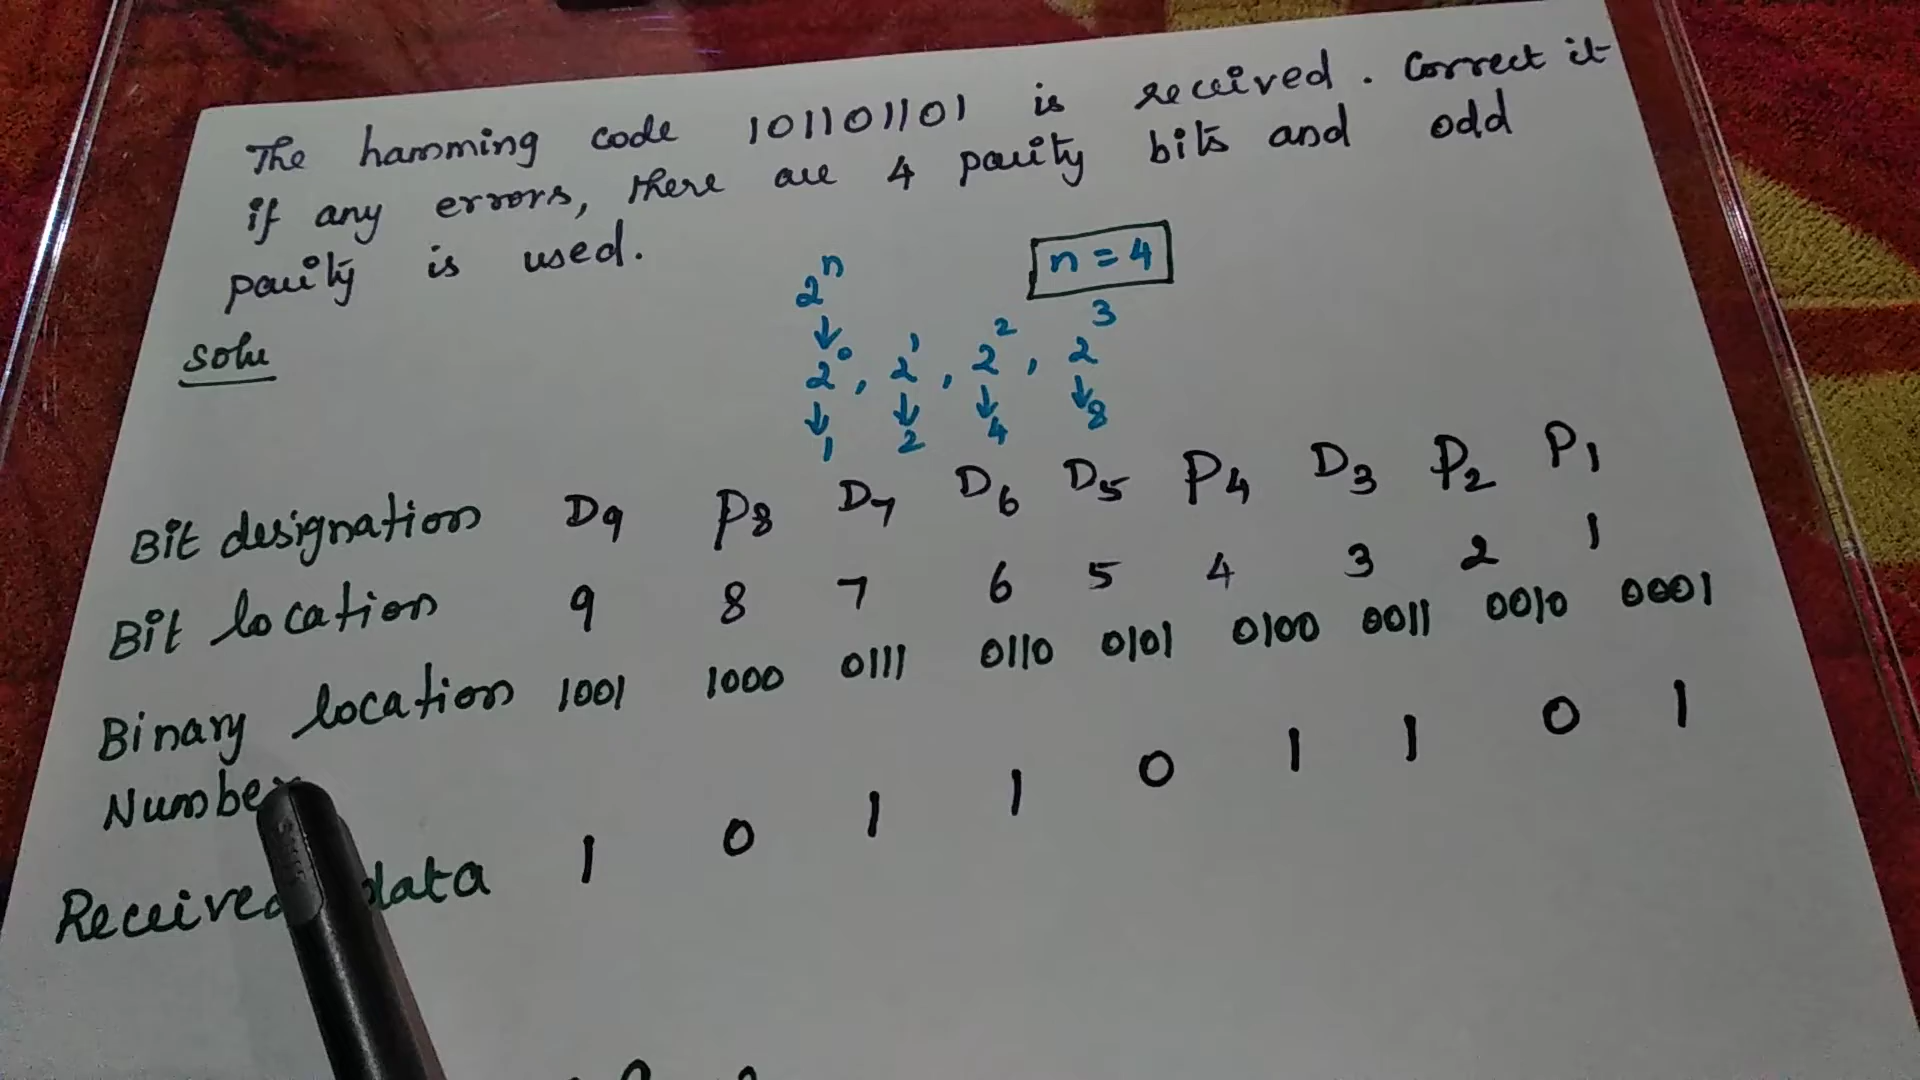 The hamming code 101101101 is received. Correct it
if any errors, there are 4 parity bits and odd
parity is used.
2^n n = 4
Solu
2^0, 2^1, 2^2, 2^3
1 2 4 8
Bit designation D9 P8 D7 D6 D5 P4 D3 P2 P1
Bit location 9 8 7 6 5 4 3 2 1
Binary location 1001 1000 0111 0110 0101 0100 0011 0010 0001
Number
Received data 1 0 1 1 0 1 1 0 1